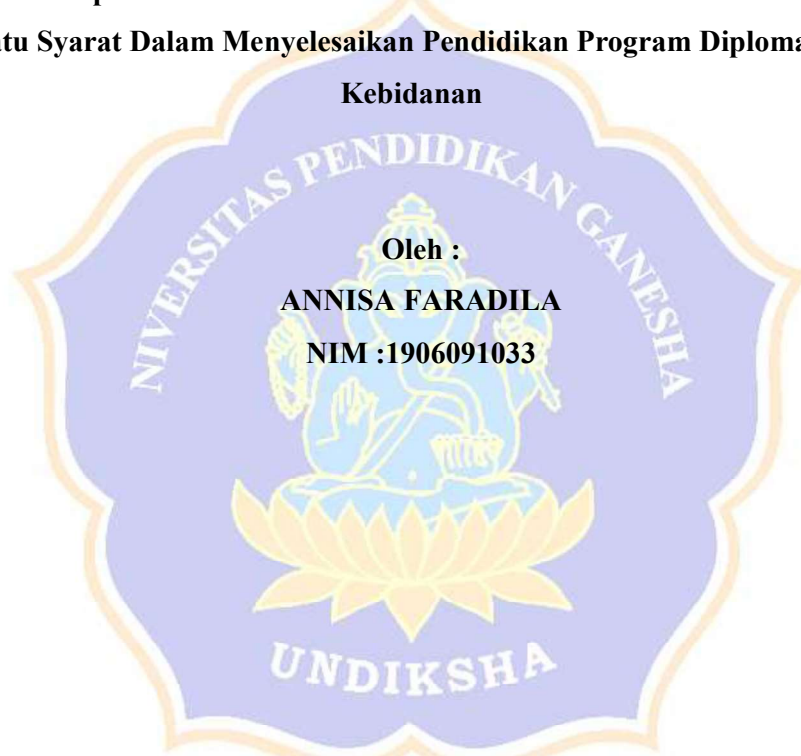 tu Syarat Dalam Menyelesaikan Pendidikan Program Diploma
Kebidanan
NIVERSITAS PENDIDIKAN GANESHA
Oleh :
ANNISA FARADILA
NIM :1906091033
UNDIKSHA